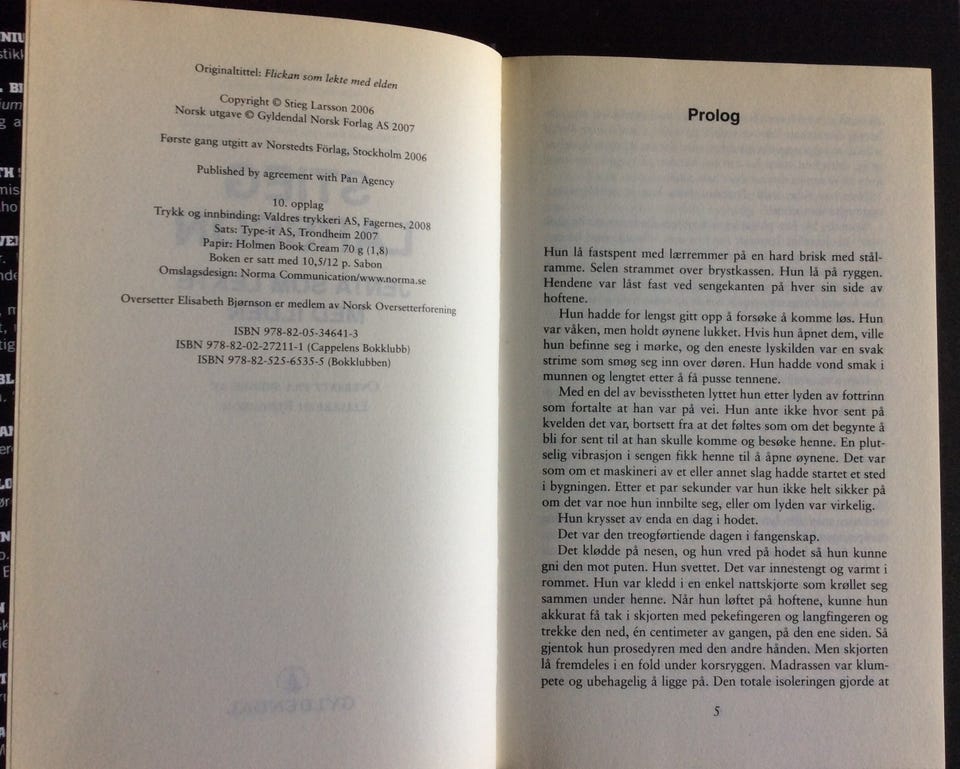 Originaltittel: Flickan som lekte med elden
Copyright © Stieg Larsson 2006
Norsk utgave © Gyldendal Norsk Forlag AS 2007
Første gang utgitt av Norstedts Förlag, Stockholm 2006
Published by agreement with Pan Agency
10. opplag
Trykk og innbinding: Valdres trykkeri AS, Fagernes, 2008
Sats: Type-it AS, Trondheim 2007
Papir: Holmen Book Cream 70 g (1,8)
Boken er satt med 10,5/12 p. Sabon
Omslagsdesign: Norma Communication/www.norma.se
Oversetter Elisabeth Bjørnson er medlem av Norsk Oversetterforening
ISBN 978-82-05-34641-3
ISBN 978-82-02-27211-1 (Cappelens Bokklubb)
ISBN 978-82-525-6535-5 (Bokklubben)
Prolog
Hun lå fastspent med lærremmer på en hard brisk med stål-
ramme. Selen strammet over brystkassen. Hun lå på ryggen.
Hendene var låst fast ved sengekanten på hver sin side av
hoftene.
Hun hadde for lengst gitt opp å forsøke å komme løs. Hun
var våken, men holdt øynene lukket. Hvis hun åpnet dem, ville
hun befinne seg i mørke, og den eneste lyskilden var en svak
strime som smøg seg inn over døren. Hun hadde vond smak i
munnen og lengtet etter å få pusse tennene.
Med en del av bevisstheten lyttet hun etter lyden av fottrinn
som fortalte at han var på vei. Hun ante ikke hvor sent på
kvelden det var, bortsett fra at det føltes som om det begynte å
bli for sent til at han skulle komme og besøke henne. En plut-
selig vibrasjon i sengen fikk henne til å åpne øynene. Det var
som om et maskineri av et eller annet slag hadde startet et sted
i bygningen. Etter et par sekunder var hun ikke helt sikker på
om det var noe hun innbilte seg, eller om lyden var virkelig.
Hun krysset av enda en dag i hodet.
Det var den treogførtiende dagen i fangenskap.
Det klødde på nesen, og hun vred på hodet så hun kunne
gni den mot puten. Hun svettet. Det var innestengt og varmt i
rommet. Hun var kledd i en enkel nattskjorte som krøllet seg
sammen under henne. Når hun løftet på hoftene, kunne hun
akkurat få tak i skjorten med pekefingeren og langfingeren og
trekke den ned, én centimeter av gangen, på den ene siden. Så
gjentok hun prosedyren med den andre hånden. Men skjorten
lå fremdeles i en fold under korsryggen. Madrassen var klum-
pete og ubehagelig å ligge på. Den totale isoleringen gjorde at
5